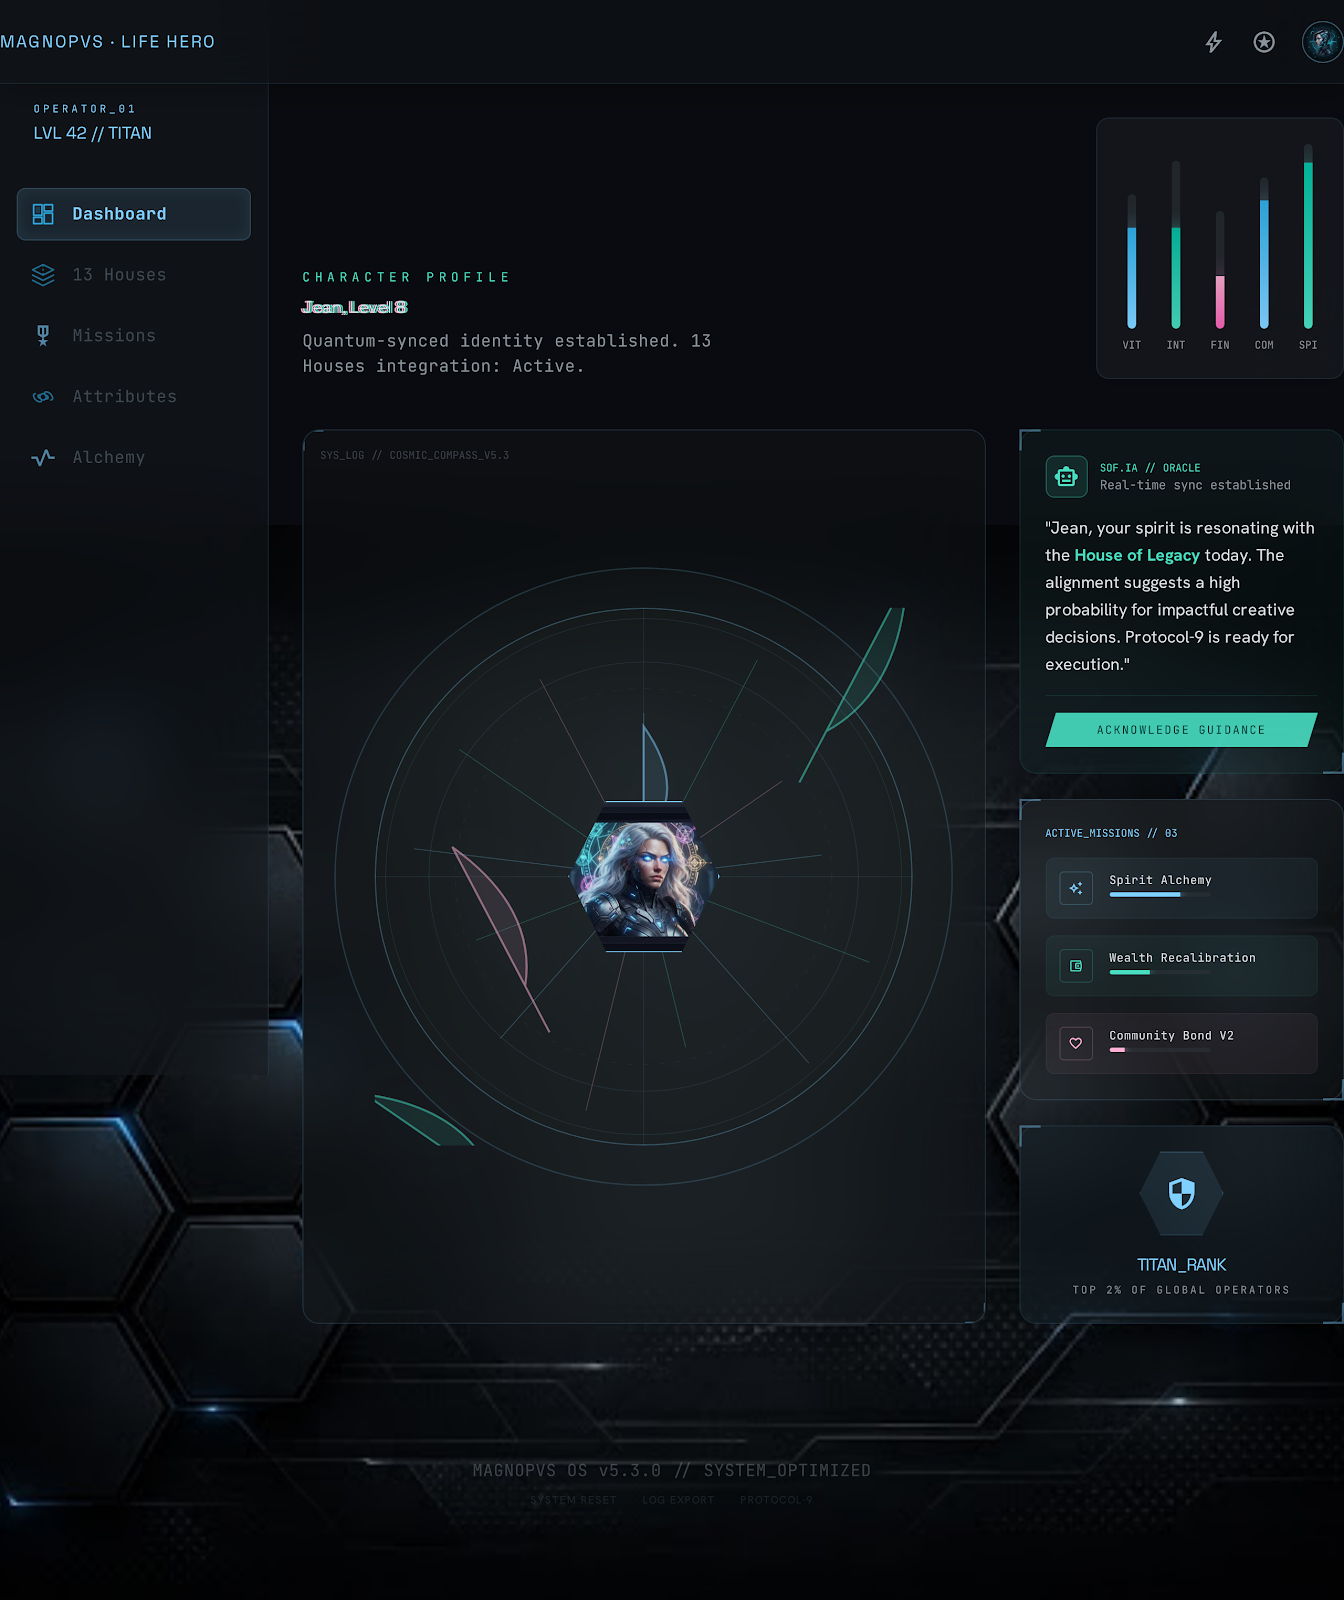 MAGNOPVS · LIFE HERO
OPERATOR_01
LVL 42 // TITAN
Dashboard
13 Houses
Missions
Attributes
Alchemy
CHARACTER PROFILE
Jean, Level 8
Quantum-synced identity established. 13
Houses integration: Active.
VIT INT FIN COM SPI
SYS_LOG // COSMIC_COMPASS_V5.3
SOF.IA // ORACLE
Real-time sync established
"Jean, your spirit is resonating with
the House of Legacy today. The
alignment suggests a high
probability for impactful creative
decisions. Protocol-9 is ready for
execution."
ACKNOWLEDGE GUIDANCE
ACTIVE_MISSIONS // 03
Spirit Alchemy
Wealth Recalibration
Community Bond V2
TITAN_RANK
TOP 2% OF GLOBAL OPERATORS
MAGNOPVS OS v5.3.0 // SYSTEM_OPTIMIZED
SYSTEM RESET LOG EXPORT PROTOCOL-9